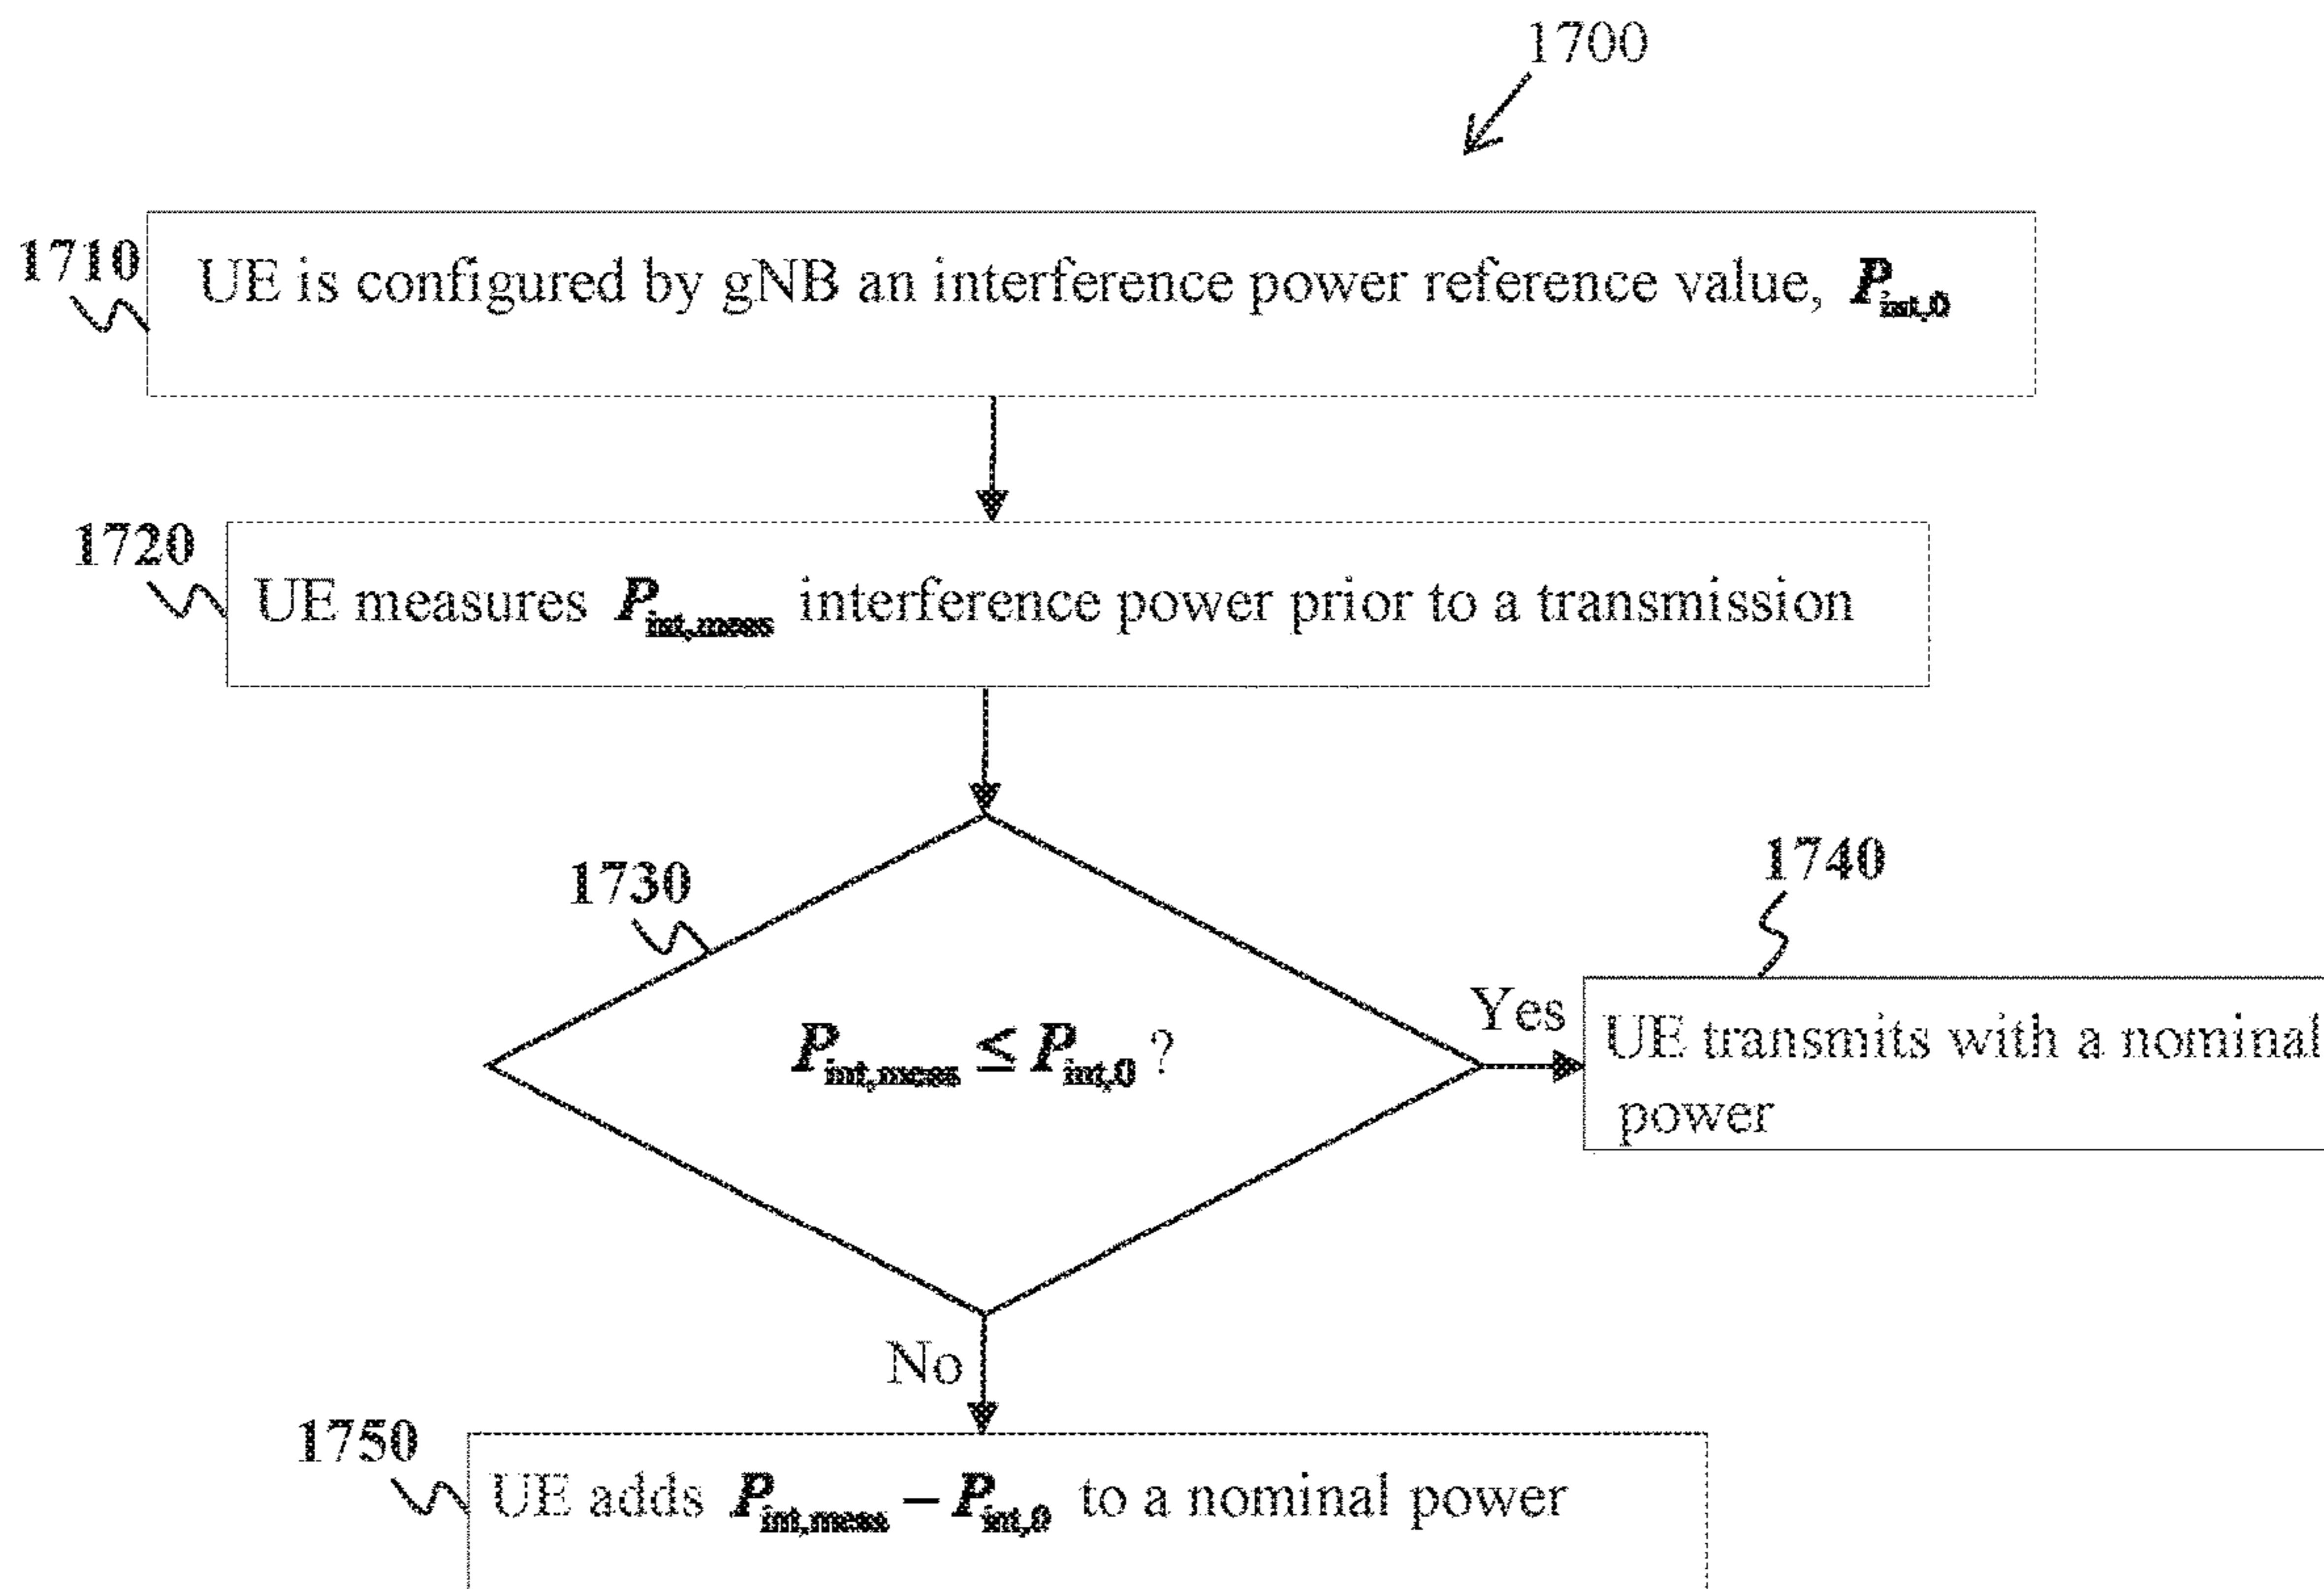 1700
1710
UE is configured by gNB an interference power reference value, P_int,0
1720
UE measures P_int,meas interference power prior to a transmission
1730
P_int,meas ≤ P_int,0 ?
Yes
1740
UE transmits with a nominal
power
No
1750
UE adds P_int,meas − P_int,0 to a nominal power